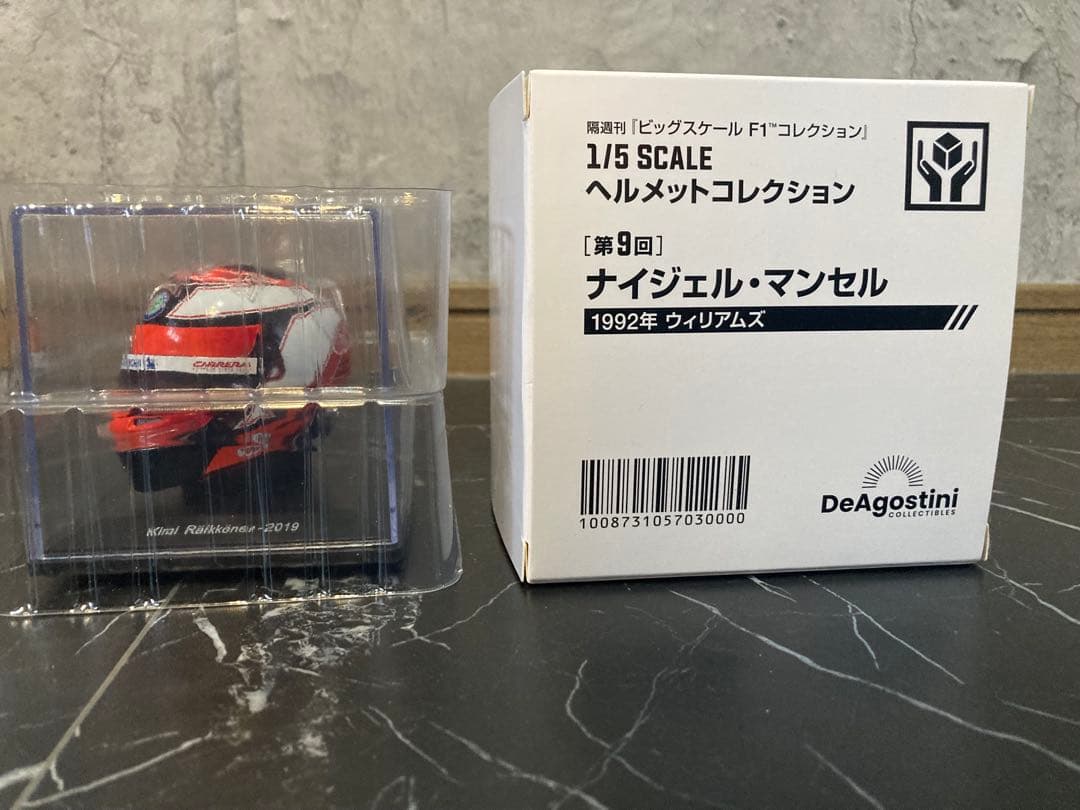 CARRERA
Kimi Räikkönen - 2019
隔週刊『ビッグスケール F1™コレクション』
1/5 SCALE
ヘルメットコレクション
［第9回］
ナイジェル・マンセル
1992年 ウィリアムズ
1008731057030000
DeAgostini
COLLECTIBLES